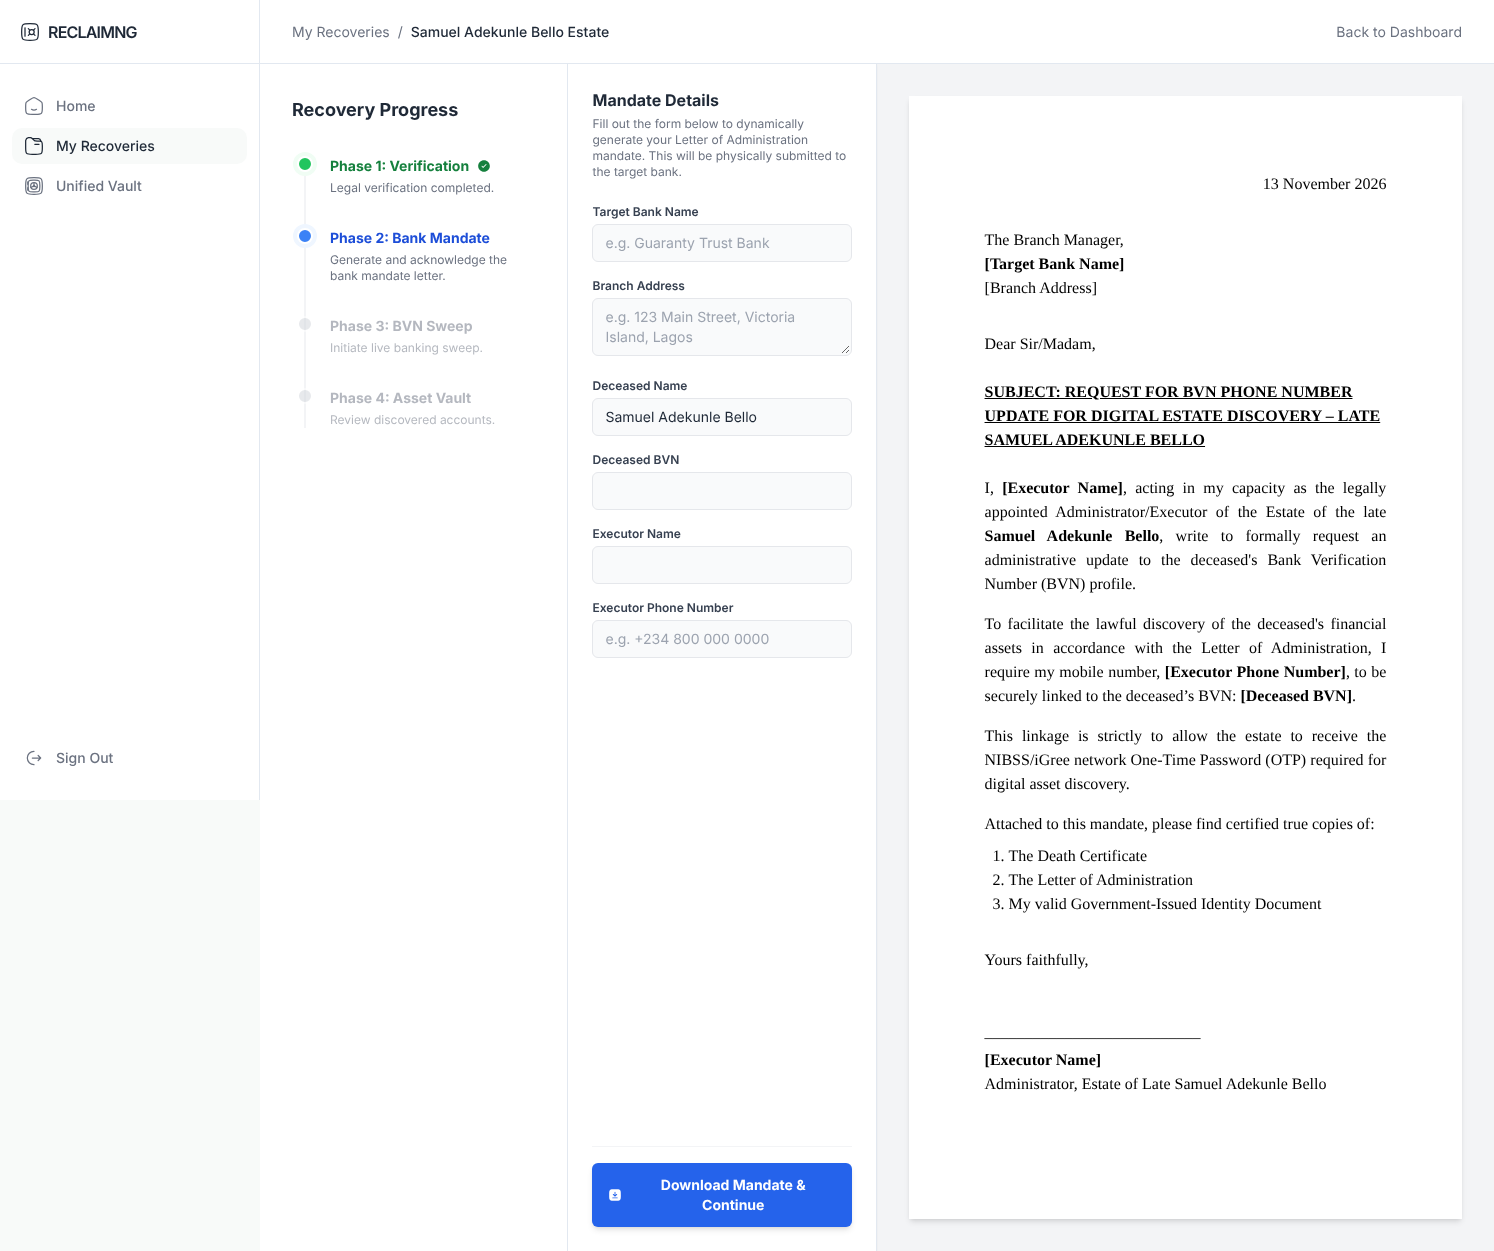 RECLAIMNG
My Recoveries / Samuel Adekunle Bello Estate
Back to Dashboard
Home
My Recoveries
Unified Vault
Sign Out
Recovery Progress
Phase 1: Verification
Legal verification completed.
Phase 2: Bank Mandate
Generate and acknowledge the
bank mandate letter.
Phase 3: BVN Sweep
Initiate live banking sweep.
Phase 4: Asset Vault
Review discovered accounts.
Mandate Details
Fill out the form below to dynamically
generate your Letter of Administration
mandate. This will be physically submitted to
the target bank.
Target Bank Name
e.g. Guaranty Trust Bank
Branch Address
e.g. 123 Main Street, Victoria
Island, Lagos
Deceased Name
Samuel Adekunle Bello
Deceased BVN
Executor Name
Executor Phone Number
e.g. +234 800 000 0000
Download Mandate &
Continue
13 November 2026
The Branch Manager,
[Target Bank Name]
[Branch Address]
Dear Sir/Madam,
SUBJECT: REQUEST FOR BVN PHONE NUMBER
UPDATE FOR DIGITAL ESTATE DISCOVERY – LATE
SAMUEL ADEKUNLE BELLO
I, [Executor Name], acting in my capacity as the legally
appointed Administrator/Executor of the Estate of the late
Samuel Adekunle Bello, write to formally request an
administrative update to the deceased's Bank Verification
Number (BVN) profile.
To facilitate the lawful discovery of the deceased's financial
assets in accordance with the Letter of Administration, I
require my mobile number, [Executor Phone Number], to be
securely linked to the deceased’s BVN: [Deceased BVN].
This linkage is strictly to allow the estate to receive the
NIBSS/iGree network One-Time Password (OTP) required for
digital asset discovery.
Attached to this mandate, please find certified true copies of:
1. The Death Certificate
2. The Letter of Administration
3. My valid Government-Issued Identity Document
Yours faithfully,
[Executor Name]
Administrator, Estate of Late Samuel Adekunle Bello